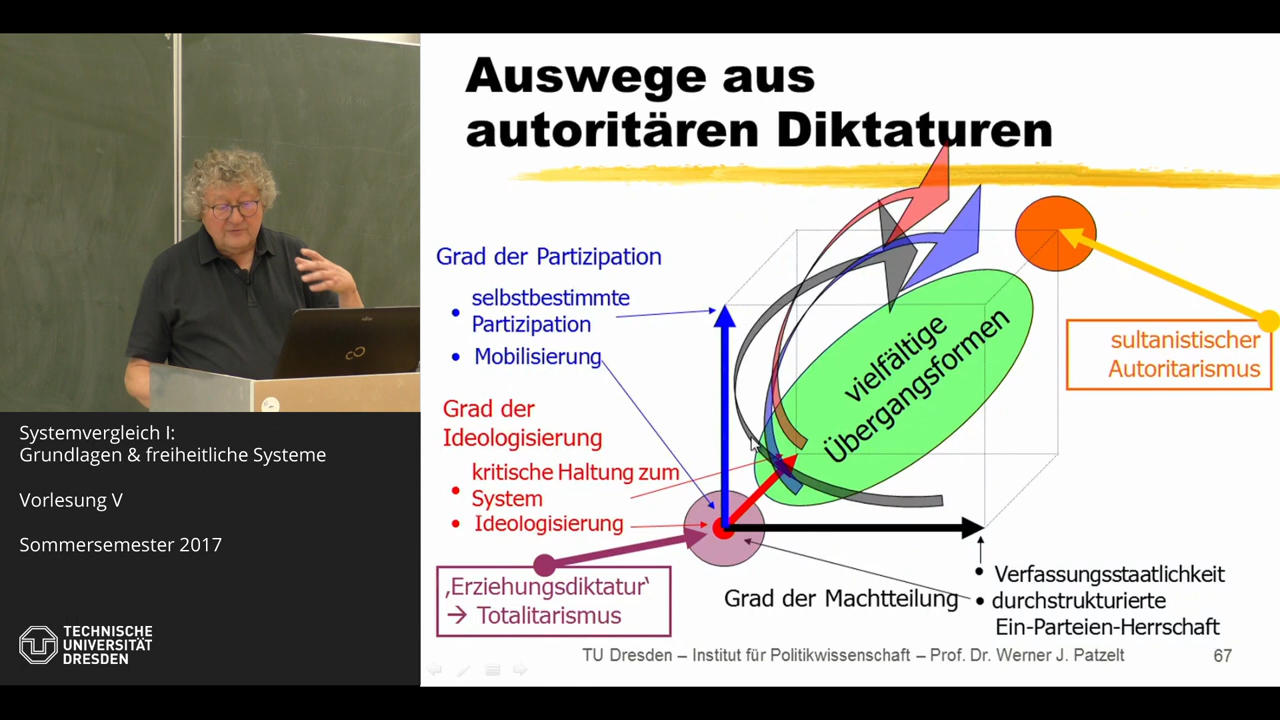 Auswege aus
autoritären Diktaturen
Grad der Partizipation
• selbstbestimmte
Partizipation
• Mobilisierung
Grad der
Ideologisierung
kritische Haltung zum
• System
• Ideologisierung
‚Erziehungsdiktatur‘
→ Totalitarismus
vielfältige
Übergangsformen
sultanistischer
Autoritarismus
Grad der Machtteilung
• Verfassungsstaatlichkeit
• durchstrukturierte
Ein-Parteien-Herrschaft
TU Dresden – Institut für Politikwissenschaft – Prof. Dr. Werner J. Patzelt
67
Systemvergleich I:
Grundlagen & freiheitliche Systeme
Vorlesung V
Sommersemester 2017
TECHNISCHE
UNIVERSITÄT
DRESDEN